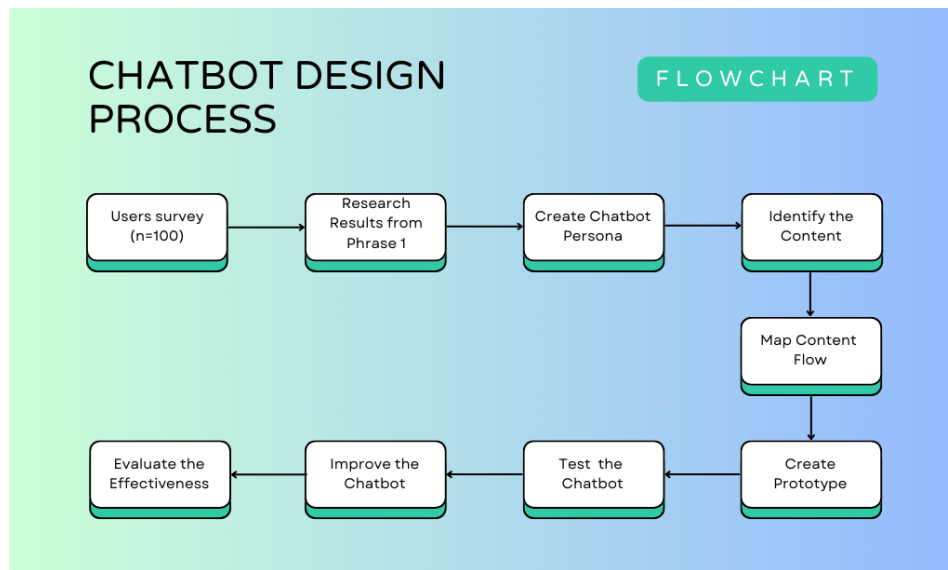 CHATBOT DESIGN
PROCESS
FLOWCHART
Users survey
(n=100)
Research
Results from
Phrase 1
Create Chatbot
Persona
Identify the
Content
Map Content
Flow
Create
Prototype
Test the
Chatbot
Improve the
Chatbot
Evaluate the
Effectiveness